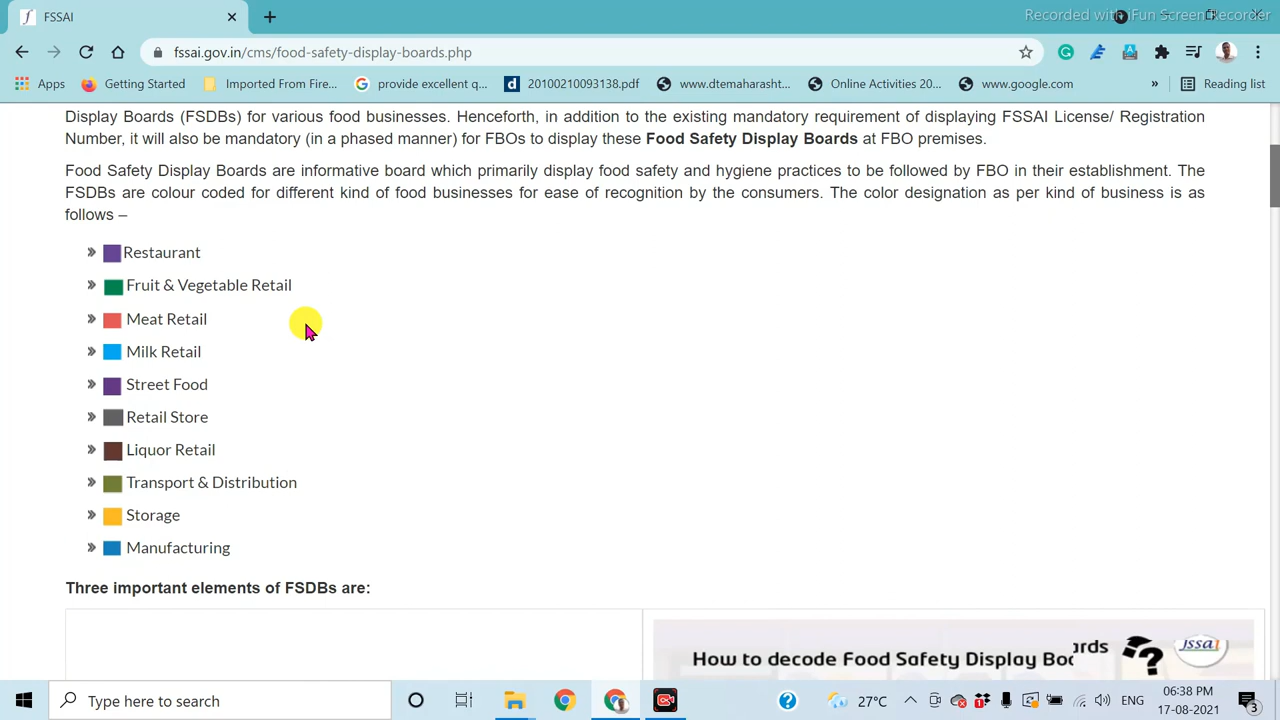 FSSAI
Recorded with iFun Screen Recorder
fssai.gov.in/cms/food-safety-display-boards.php
Apps
Getting Started
Imported From Fire...
provide excellent q...
20100210093138.pdf
www.dtemaharasht...
Online Activities 20...
www.google.com
»
Reading list
Display Boards (FSDBs) for various food businesses. Henceforth, in addition to the existing mandatory requirement of displaying FSSAI License/ Registration
Number, it will also be mandatory (in a phased manner) for FBOs to display these Food Safety Display Boards at FBO premises.
Food Safety Display Boards are informative board which primarily display food safety and hygiene practices to be followed by FBO in their establishment. The
FSDBs are colour coded for different kind of food businesses for ease of recognition by the consumers. The color designation as per kind of business is as
follows –
Restaurant
Fruit & Vegetable Retail
Meat Retail
Milk Retail
Street Food
Retail Store
Liquor Retail
Transport & Distribution
Storage
Manufacturing
Three important elements of FSDBs are:
How to decode Food Safety Display Boards
fssai
Type here to search
27°C
ENG
06:38 PM
17-08-2021
3